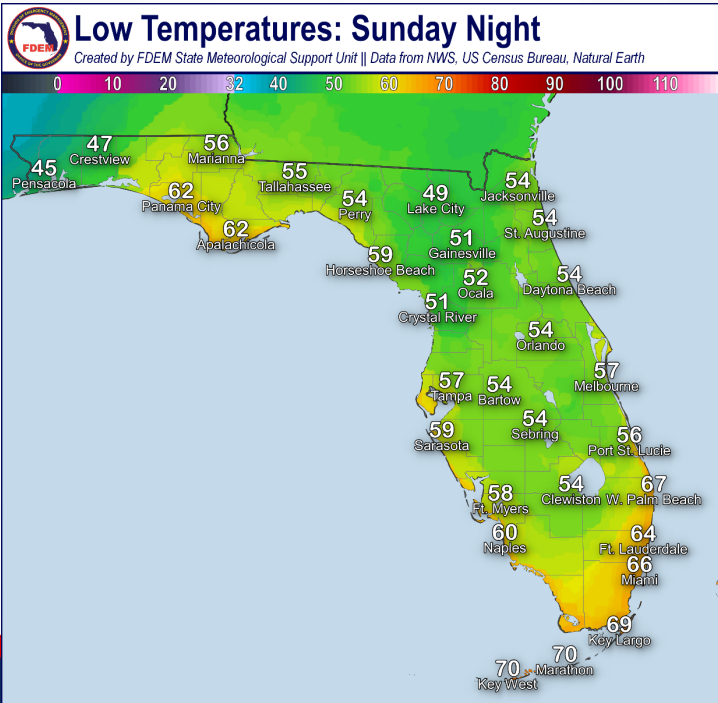 Low Temperatures: Sunday Night
Created by FDEM State Meteorological Support Unit || Data from NWS, US Census Bureau, Natural Earth
FDEM
0 10 20 32 40 50 60 70 80 90 100 110
47
Crestview
56
Marianna
45
Pensacola
55
Tallahassee
62
Panama City
54
Perry
49
Lake City
54
Jacksonville
62
Apalachicola
54
St. Augustine
51
Gainesville
59
Horseshoe Beach
52
Ocala
54
Daytona Beach
51
Crystal River
54
Orlando
57
Melbourne
57
Tampa
54
Bartow
54
Sebring
59
Sarasota
56
Port St. Lucie
58
Ft. Myers
54
Clewiston
67
W. Palm Beach
60
Naples
64
Ft. Lauderdale
66
Miami
69
Key Largo
70
Marathon
70
Key West